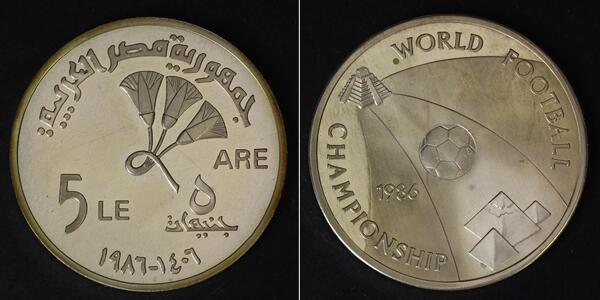 جمهورية مصر العربية
ARE
5 LE
٥
جنيهات
١٩٨٦-١٤٠٦
WORLD FOOTBALL
CHAMPIONSHIP
1986